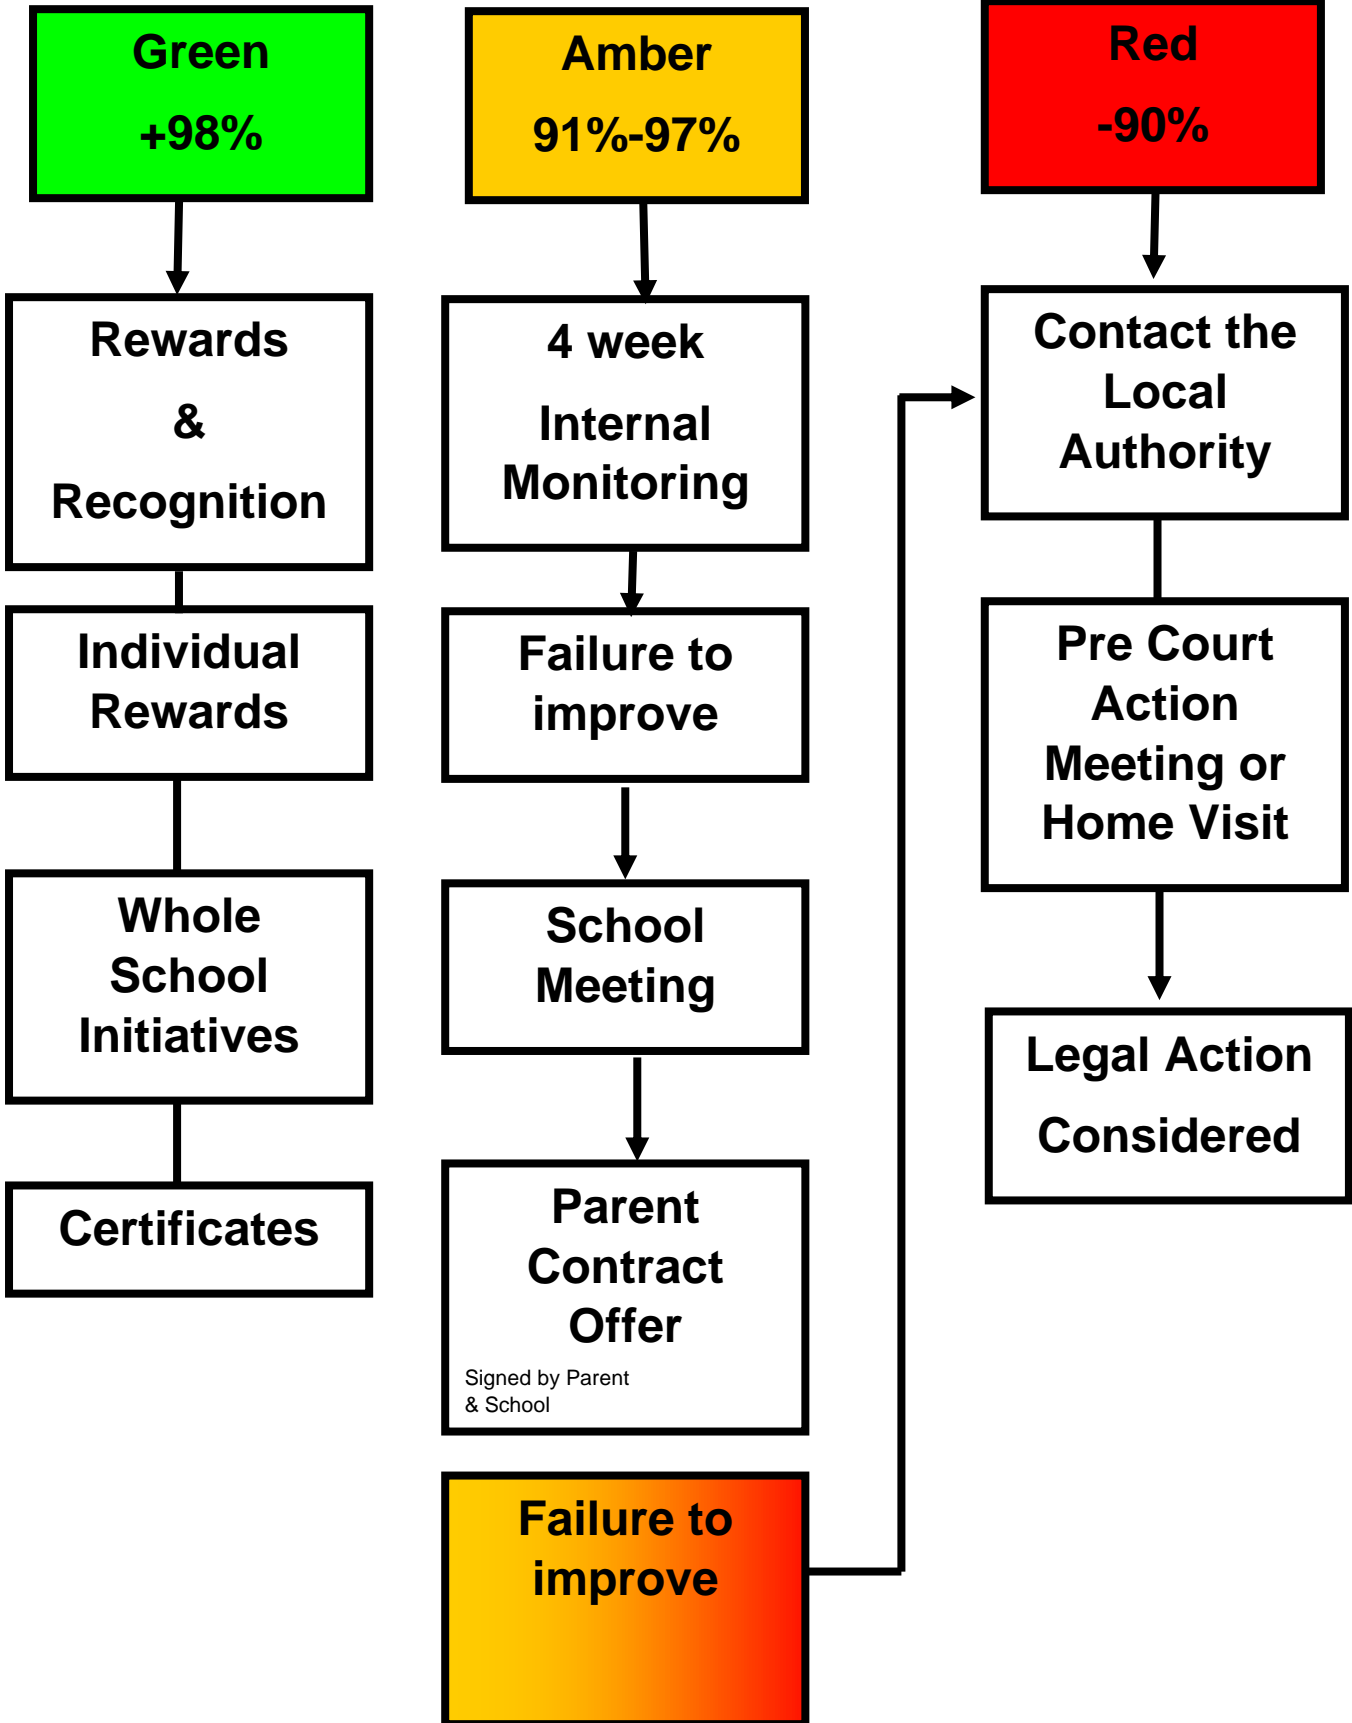 Green
+98%
Rewards
&
Recognition
Individual
Rewards
Whole
School
Initiatives
Certificates
Amber
91%-97%
4 week
Internal
Monitoring
Failure to
improve
School
Meeting
Parent
Contract
Offer
Signed by Parent
& School
Failure to
improve
Red
-90%
Contact the
Local
Authority
Pre Court
Action
Meeting or
Home Visit
Legal Action
Considered